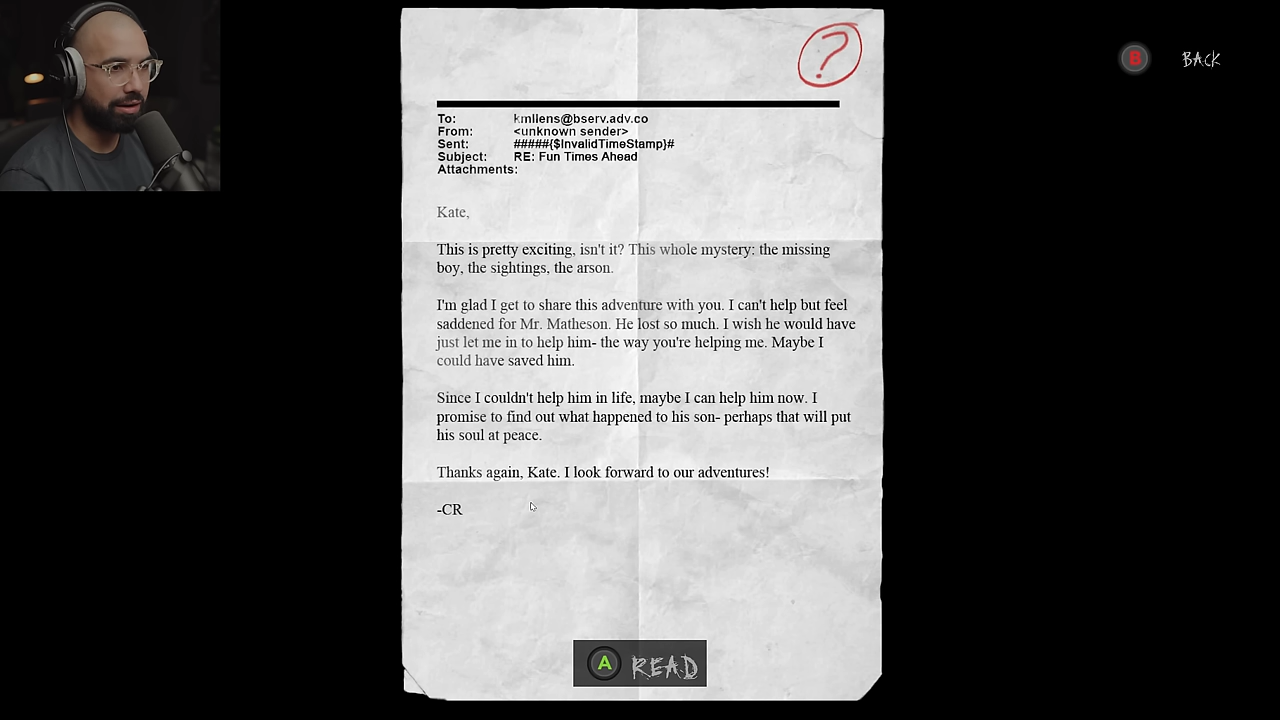 ?
B BACK
To: kmllens@bserv.adv.co
From: <unknown sender>
Sent: #####{$InvalidTimeStamp}#
Subject: RE: Fun Times Ahead
Attachments:
Kate,
This is pretty exciting, isn't it? This whole mystery: the missing
boy, the sightings, the arson.
I'm glad I get to share this adventure with you. I can't help but feel
saddened for Mr. Matheson. He lost so much. I wish he would have
just let me in to help him- the way you're helping me. Maybe I
could have saved him.
Since I couldn't help him in life, maybe I can help him now. I
promise to find out what happened to his son- perhaps that will put
his soul at peace.
Thanks again, Kate. I look forward to our adventures!
-CR
A READ